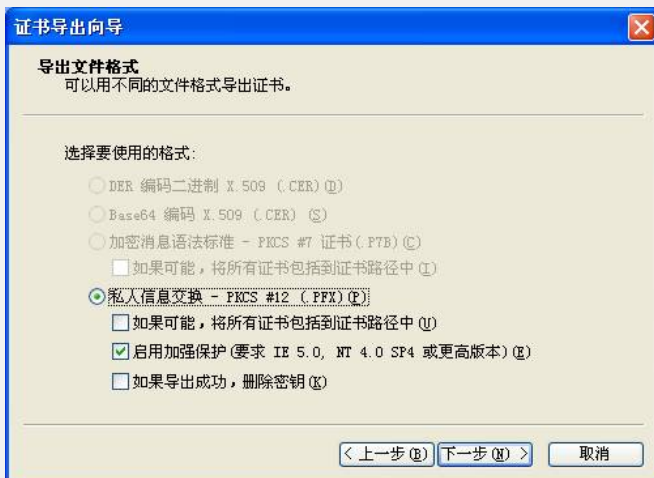 证书导出向导
导出文件格式
可以用不同的文件格式导出证书。
选择要使用的格式:
DER 编码二进制 X.509 (.CER)(D)
Base64 编码 X.509 (.CER) (S)
加密消息语法标准 - PKCS #7 证书(.P7B)(C)
如果可能，将所有证书包括到证书路径中(I)
私人信息交换 - PKCS #12 (.PFX)(P)
如果可能，将所有证书包括到证书路径中(U)
启用加强保护(要求 IE 5.0, NT 4.0 SP4 或更高版本)(E)
如果导出成功，删除密钥(K)
< 上一步(B) 下一步(N) > 取消